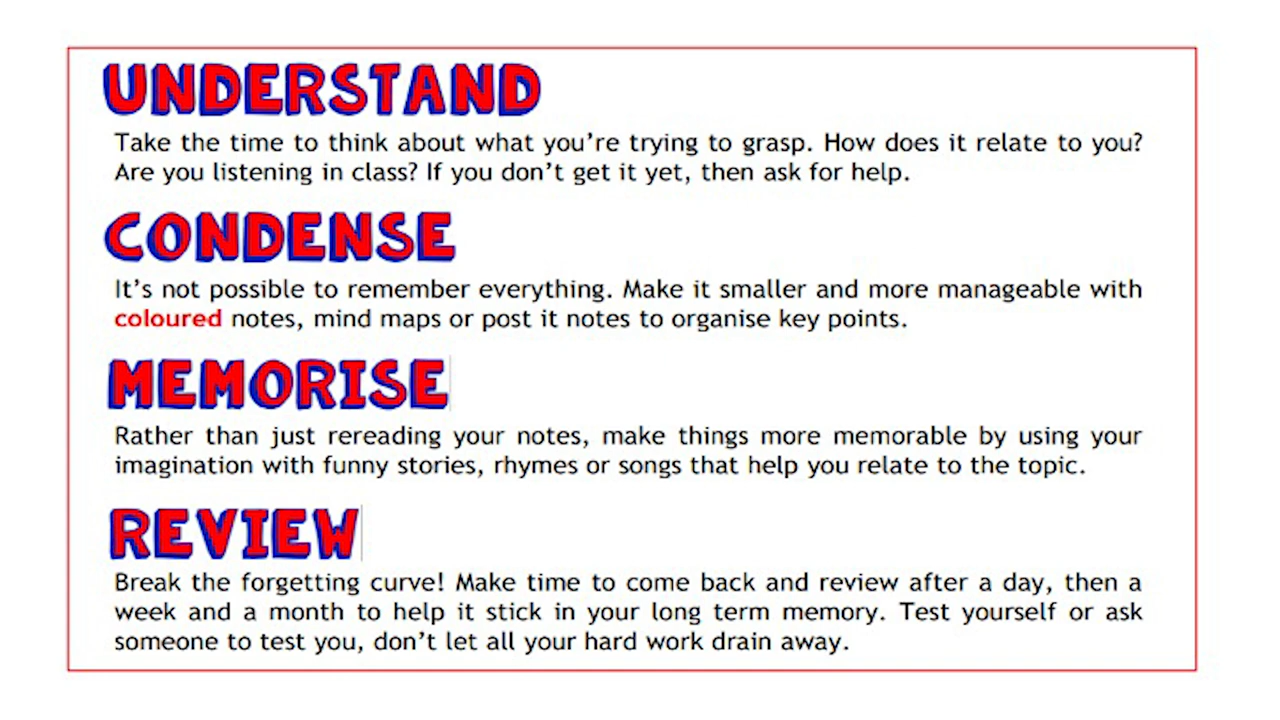 UNDERSTAND
Take the time to think about what you're trying to grasp. How does it relate to you?
Are you listening in class? If you don't get it yet, then ask for help.
CONDENSE
It's not possible to remember everything. Make it smaller and more manageable with
coloured notes, mind maps or post it notes to organise key points.
MEMORISE
Rather than just rereading your notes, make things more memorable by using your
imagination with funny stories, rhymes or songs that help you relate to the topic.
REVIEW
Break the forgetting curve! Make time to come back and review after a day, then a
week and a month to help it stick in your long term memory. Test yourself or ask
someone to test you, don't let all your hard work drain away.